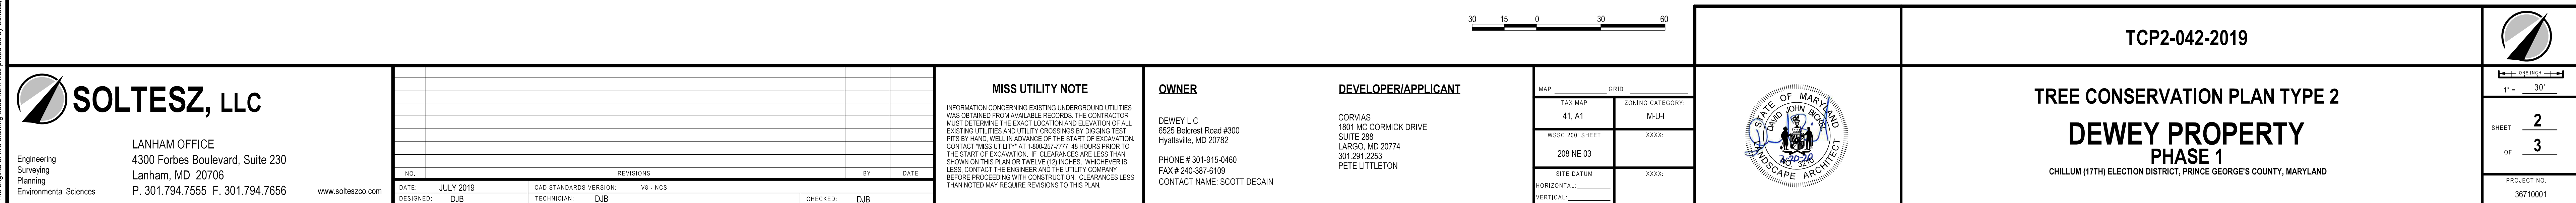 30 15 0 30 60
SOLTESZ, LLC
LANHAM OFFICE
4300 Forbes Boulevard, Suite 230
Lanham, MD 20706
P. 301.794.7555 F. 301.794.7656
Engineering
Surveying
Planning
Environmental Sciences
www.solteszco.com
NO. REVISIONS BY DATE
DATE: JULY 2019 CAD STANDARDS VERSION: V8 - NCS
DESIGNED: DJB TECHNICIAN: DJB CHECKED: DJB
MISS UTILITY NOTE
INFORMATION CONCERNING EXISTING UNDERGROUND UTILITIES
WAS OBTAINED FROM AVAILABLE RECORDS, THE CONTRACTOR
MUST DETERMINE THE EXACT LOCATION AND ELEVATION OF ALL
EXISTING UTILITIES AND UTILITY CROSSINGS BY DIGGING TEST
PITS BY HAND, WELL IN ADVANCE OF THE START OF EXCAVATION.
CONTACT "MISS UTILITY" AT 1-800-257-7777, 48 HOURS PRIOR TO
THE START OF EXCAVATION. IF CLEARANCES ARE LESS THAN
SHOWN ON THIS PLAN OR TWELVE (12) INCHES, WHICHEVER IS
LESS, CONTACT THE ENGINEER AND THE UTILITY COMPANY
BEFORE PROCEEDING WITH CONSTRUCTION. CLEARANCES LESS
THAN NOTED MAY REQUIRE REVISIONS TO THIS PLAN.
OWNER
DEWEY L C
6525 Belcrest Road #300
Hyattsville, MD 20782
PHONE # 301-915-0460
FAX # 240-387-6109
CONTACT NAME: SCOTT DECAIN
DEVELOPER/APPLICANT
CORVIAS
1801 MC CORMICK DRIVE
SUITE 288
LARGO, MD 20774
301.291.2253
PETE LITTLETON
MAP GRID
TAX MAP ZONING CATEGORY:
41, A1 M-U-I
WSSC 200' SHEET XXXX:
208 NE 03
SITE DATUM XXXX:
HORIZONTAL:
VERTICAL:
STATE OF MARYLAND
DAVID JOHN BICKEL
NO 3210
LANDSCAPE ARCHITECT
TCP2-042-2019
TREE CONSERVATION PLAN TYPE 2
DEWEY PROPERTY
PHASE 1
CHILLUM (17TH) ELECTION DISTRICT, PRINCE GEORGE'S COUNTY, MARYLAND
ONE INCH
1" = 30'
SHEET 2
OF 3
PROJECT NO.
36710001